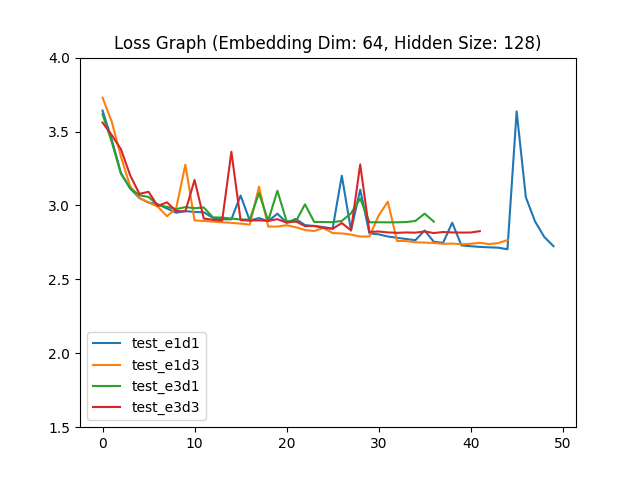 Loss Graph (Embedding Dim: 64, Hidden Size: 128)
4.0
3.5
3.0
2.5
2.0
1.5
test_e1d1
test_e1d3
test_e3d1
test_e3d3
0 10 20 30 40 50